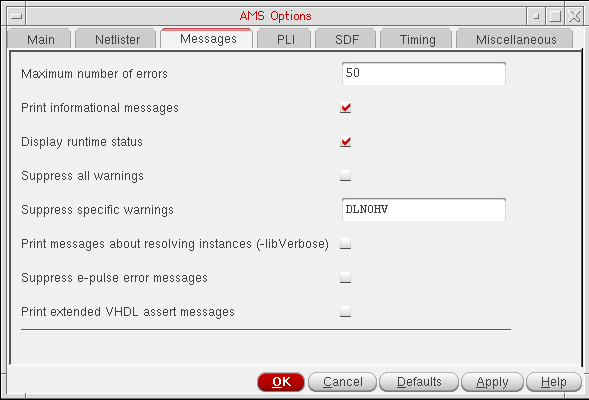 AMS Options
Main Netlister Messages PLI SDF Timing Miscellaneous
Maximum number of errors 50
Print informational messages
Display runtime status
Suppress all warnings
Suppress specific warnings DLNOHV
Print messages about resolving instances (-libVerbose)
Suppress e-pulse error messages
Print extended VHDL assert messages
OK Cancel Defaults Apply Help